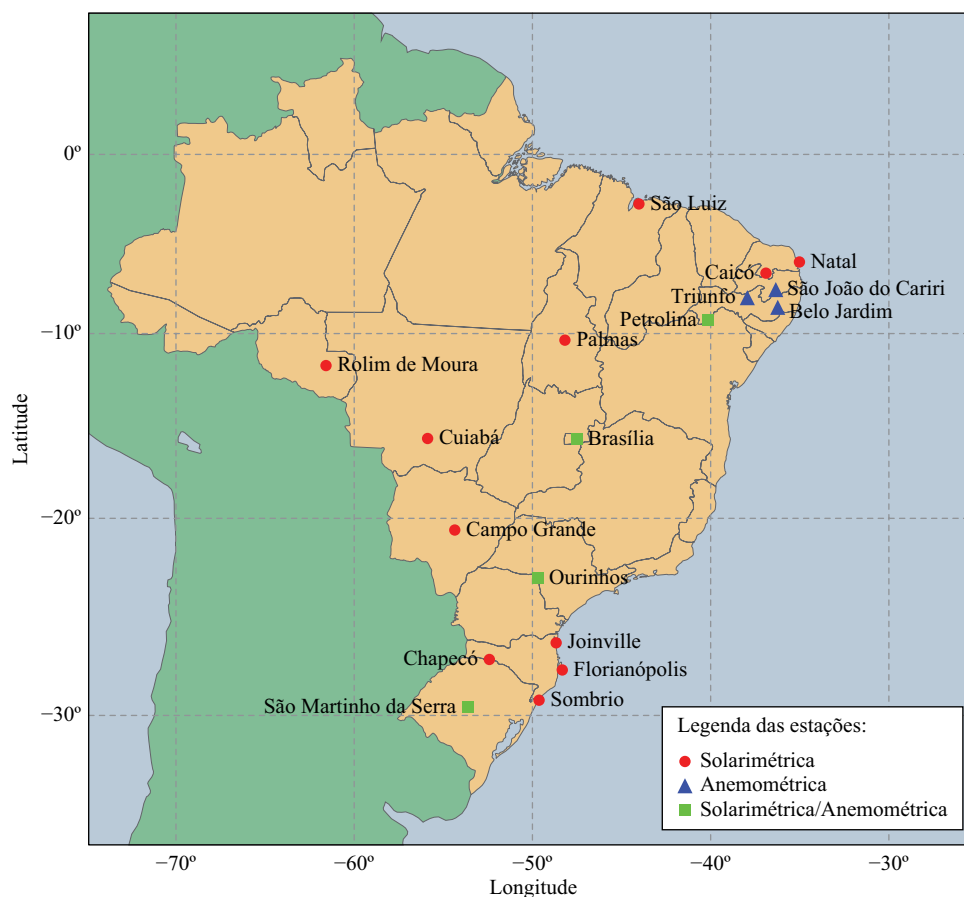 0º
São Luiz
Natal
Caicó
São João do Cariri
Triunfo
Belo Jardim
Petrolina
−10º
Palmas
Rolim de Moura
Cuiabá
Brasília
Latitude
−20º
Campo Grande
Ourinhos
Joinville
Chapecó
Florianópolis
Sombrio
São Martinho da Serra
−30º
Legenda das estações:
Solarimétrica
Anemométrica
Solarimétrica/Anemométrica
−70º −60º −50º −40º −30º
Longitude